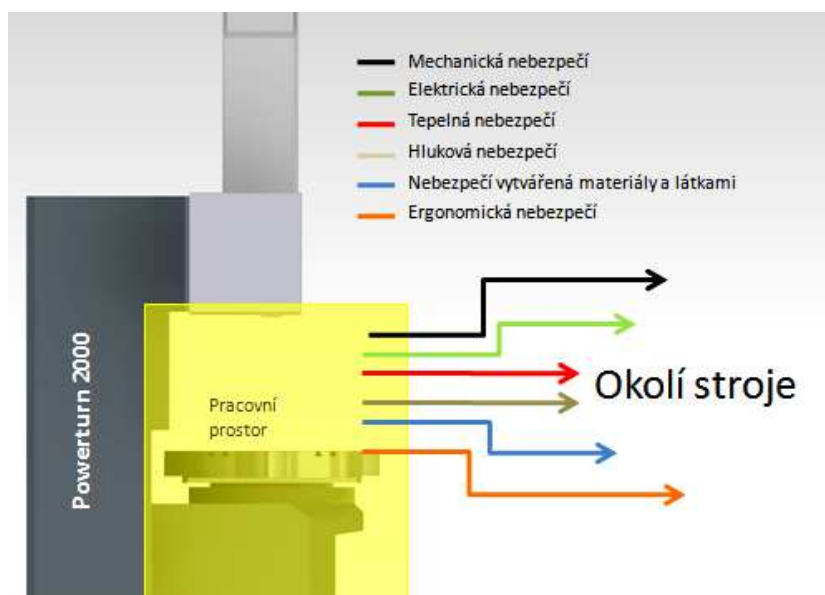 Mechanická nebezpečí
Elektrická nebezpečí
Tepelná nebezpečí
Hluková nebezpečí
Nebezpečí vytvářená materiály a látkami
Ergonomická nebezpečí
Powerturn 2000
Pracovní
prostor
Okolí stroje